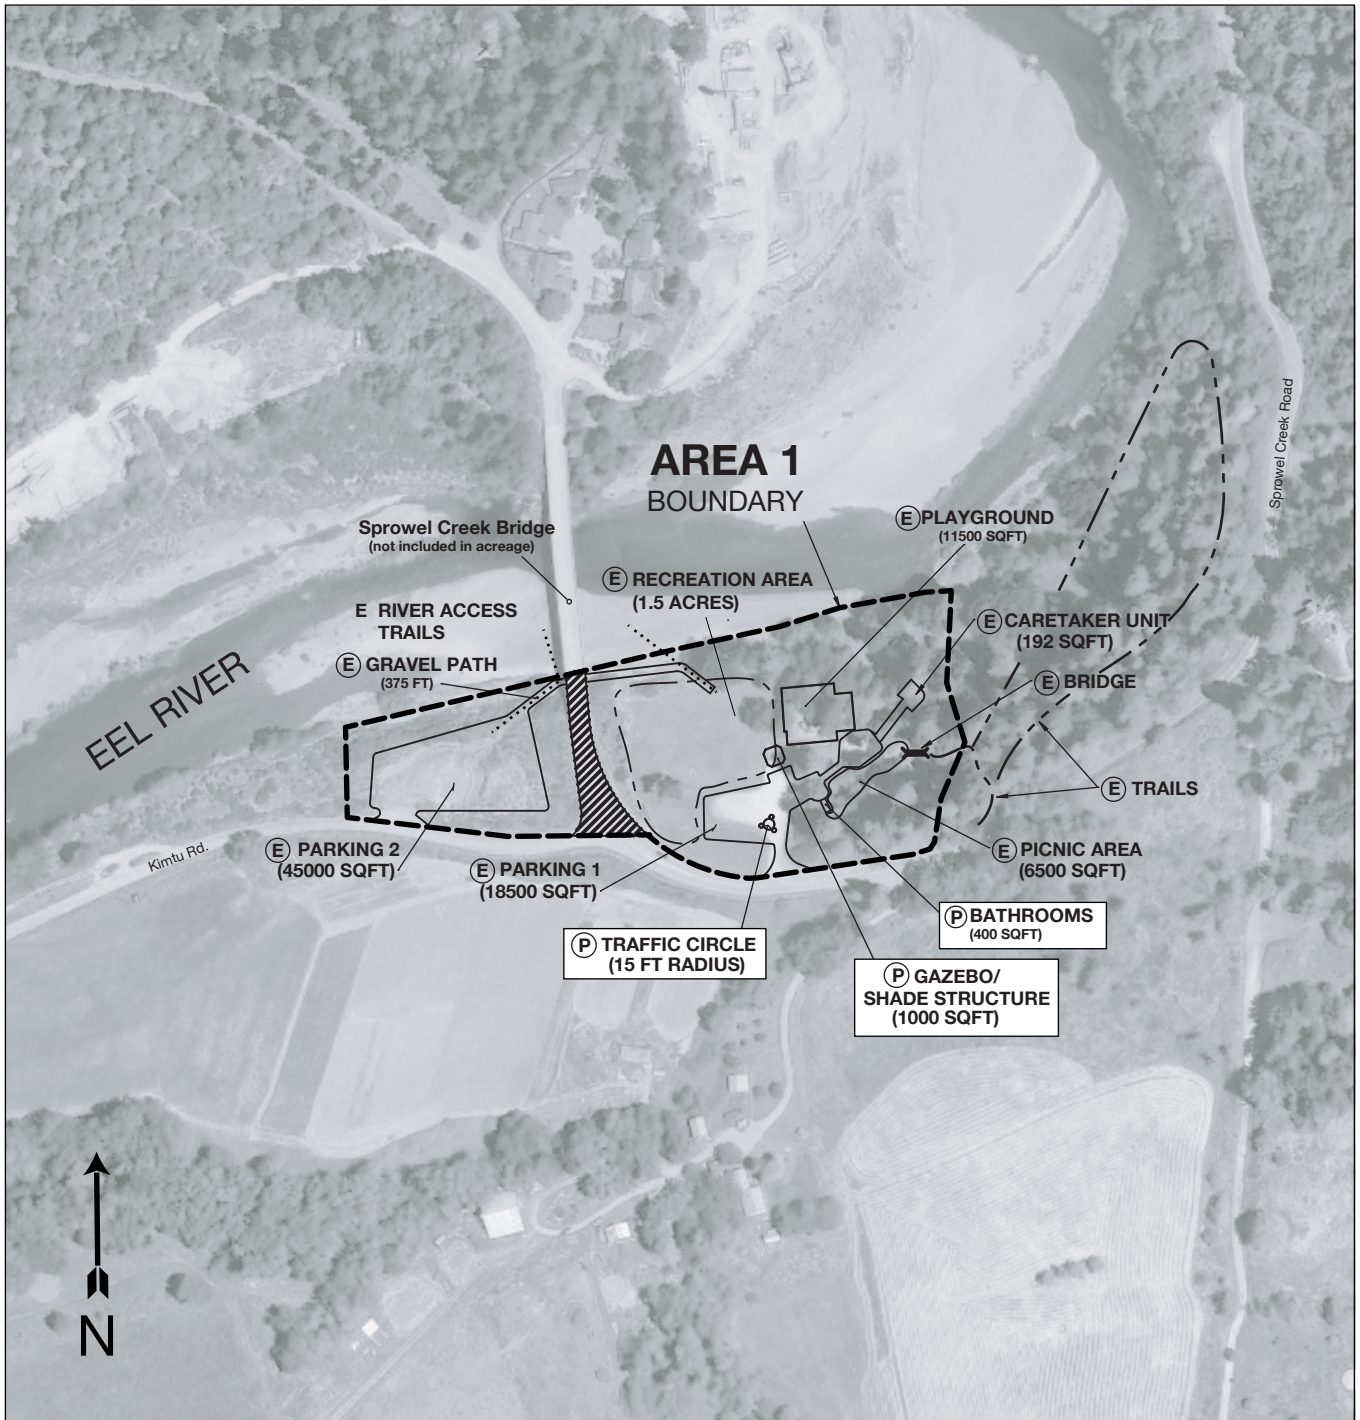 AREA 1
BOUNDARY
Sprowel Creek Road
Ⓔ PLAYGROUND
(11500 SQFT)
Sprowel Creek Bridge
(not included in acreage)
Ⓔ RECREATION AREA
(1.5 ACRES)
E RIVER ACCESS
TRAILS
Ⓔ CARETAKER UNIT
(192 SQFT)
Ⓔ GRAVEL PATH
(375 FT)
Ⓔ BRIDGE
EEL RIVER
Ⓔ TRAILS
Kimtu Rd.
Ⓔ PARKING 2
(45000 SQFT)
Ⓔ PARKING 1
(18500 SQFT)
Ⓔ PICNIC AREA
(6500 SQFT)
Ⓟ BATHROOMS
(400 SQFT)
Ⓟ TRAFFIC CIRCLE
(15 FT RADIUS)
Ⓟ GAZEBO/
SHADE STRUCTURE
(1000 SQFT)
N